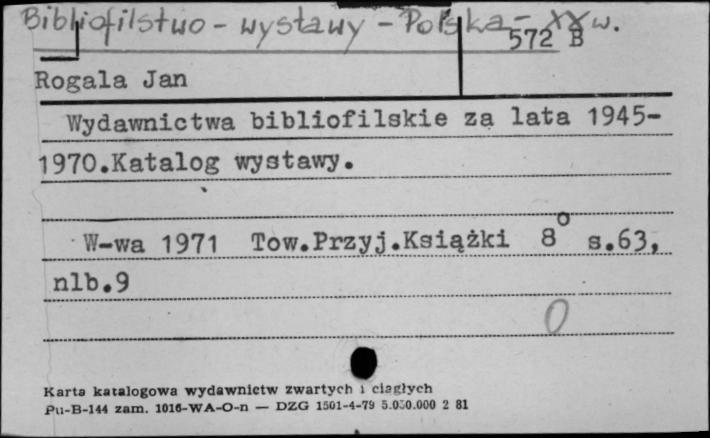 Bibliofilstwo - wystawy - Polska - XX w.
572 B
Rogala Jan
Wydawnictwa bibliofilskie za lata 1945-
1970.Katalog wystawy.
W-wa 1971 Tow.Przyj.Książki 8° s.63,
nlb.9
0
Karta katalogowa wydawnictw zwartych i ciągłych
Pu-B-144 zam. 1016-WA-O-n — DZG 1501-4-79 5.050.000 2 81